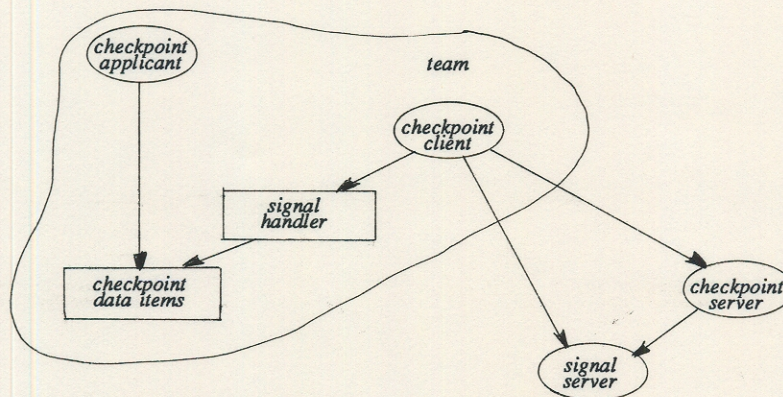 checkpoint
applicant
team
checkpoint
client
signal
handler
checkpoint
data items
checkpoint
server
signal
server